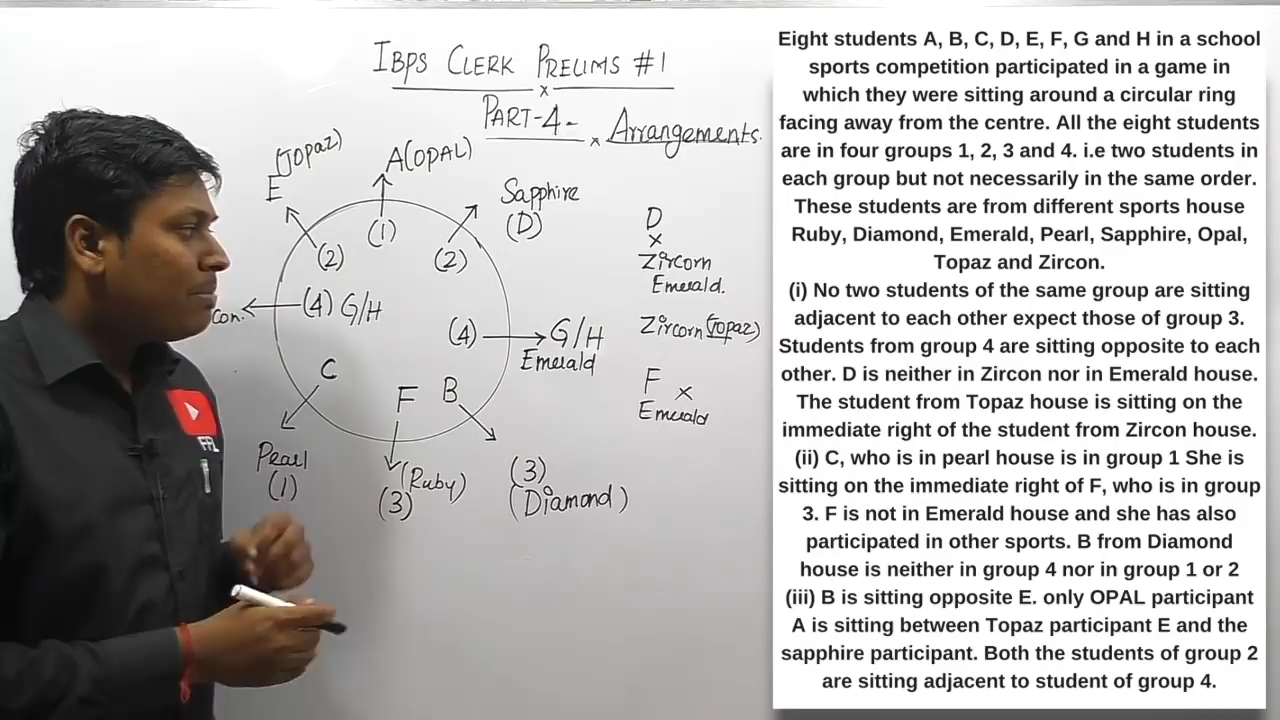 IBPS CLERK PRELIMS #1
PART-4-
Arrangements.
(Topaz)
E
A(OPAL)
Sapphire
(D)
(1)
(2)
(2)
D
×
Zircorn
Emerald.
con.
(4) G/H
(4)
G/H
Emerald
Zircorn (Topaz)
C
F
B
F ×
Emerald
Pearl
(1)
(Ruby)
(3)
(3)
(Diamond)
FFL
Eight students A, B, C, D, E, F, G and H in a school
sports competition participated in a game in
which they were sitting around a circular ring
facing away from the centre. All the eight students
are in four groups 1, 2, 3 and 4. i.e two students in
each group but not necessarily in the same order.
These students are from different sports house
Ruby, Diamond, Emerald, Pearl, Sapphire, Opal,
Topaz and Zircon.
(i) No two students of the same group are sitting
adjacent to each other expect those of group 3.
Students from group 4 are sitting opposite to each
other. D is neither in Zircon nor in Emerald house.
The student from Topaz house is sitting on the
immediate right of the student from Zircon house.
(ii) C, who is in pearl house is in group 1 She is
sitting on the immediate right of F, who is in group
3. F is not in Emerald house and she has also
participated in other sports. B from Diamond
house is neither in group 4 nor in group 1 or 2
(iii) B is sitting opposite E. only OPAL participant
A is sitting between Topaz participant E and the
sapphire participant. Both the students of group 2
are sitting adjacent to student of group 4.